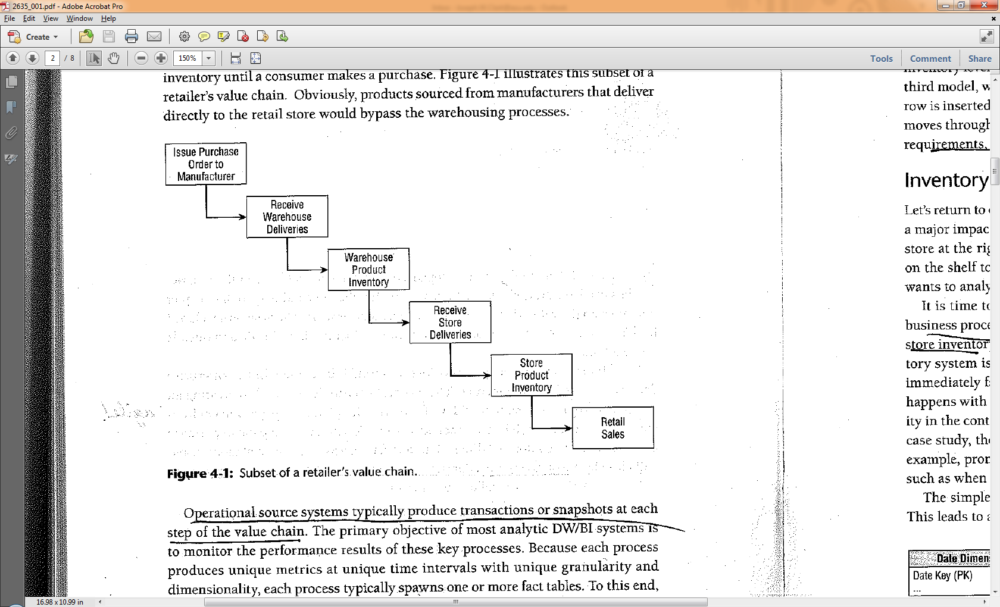 2635_001.pdf - Adobe Acrobat Pro
File Edit View Window Help
Create
2 / 8 150% Tools Comment Share
inventory until a consumer makes a purchase. Figure 4-1 illustrates this subset of a
retailer's value chain. Obviously, products sourced from manufacturers that deliver
directly to the retail store would bypass the warehousing processes.
Issue Purchase
Order to
Manufacturer
Receive
Warehouse
Deliveries
Warehouse
Product
Inventory
Receive
Store
Deliveries
Store
Product
Inventory
Retail
Sales
Figure 4-1: Subset of a retailer's value chain.
Operational source systems typically produce transactions or snapshots at each
step of the value chain. The primary objective of most analytic DW/BI systems is
to monitor the performance results of these key processes. Because each process
produces unique metrics at unique time intervals with unique granularity and
dimensionality, each process typically spawns one or more fact tables. To this end,
third model, w
row is inserted
moves through
requirements.
Inventory
Let's return to
a major impac
store at the rig
on the shelf to
wants to analy
It is time to
business proce
store inventor
tory system is
immediately f
happens with
ity in the cont
case study, the
example, pror
such as when
The simple
This leads to a
Date Dimen
Date Key (PK)
...
16.98 x 10.99 in